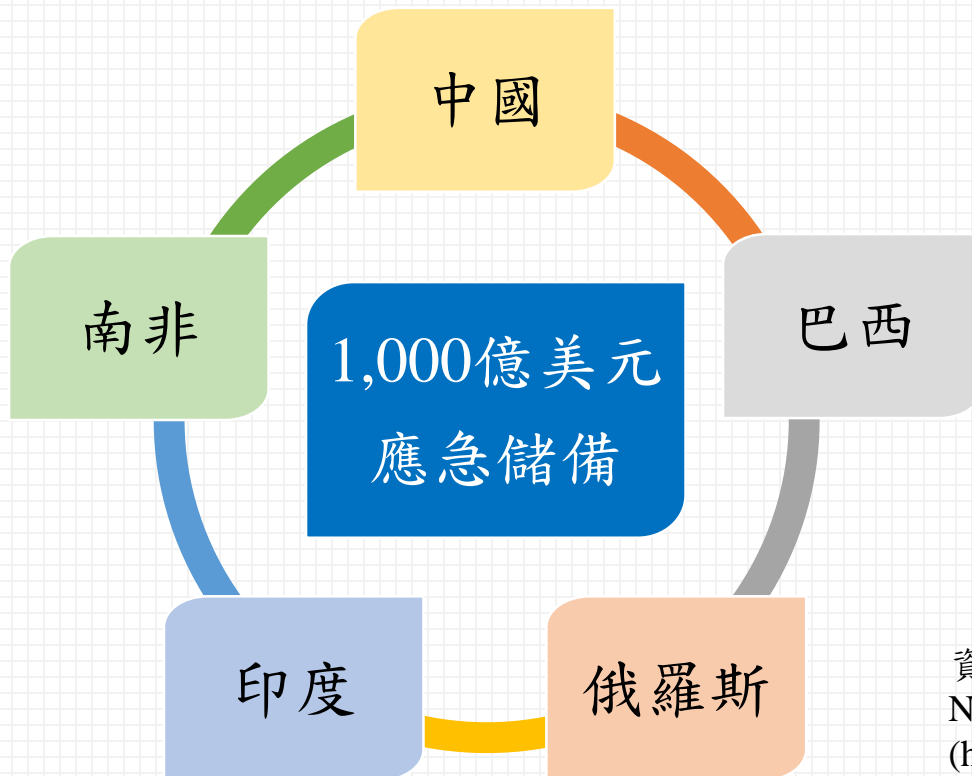 中國
南非
巴西
1,000億美元
應急儲備
印度
俄羅斯